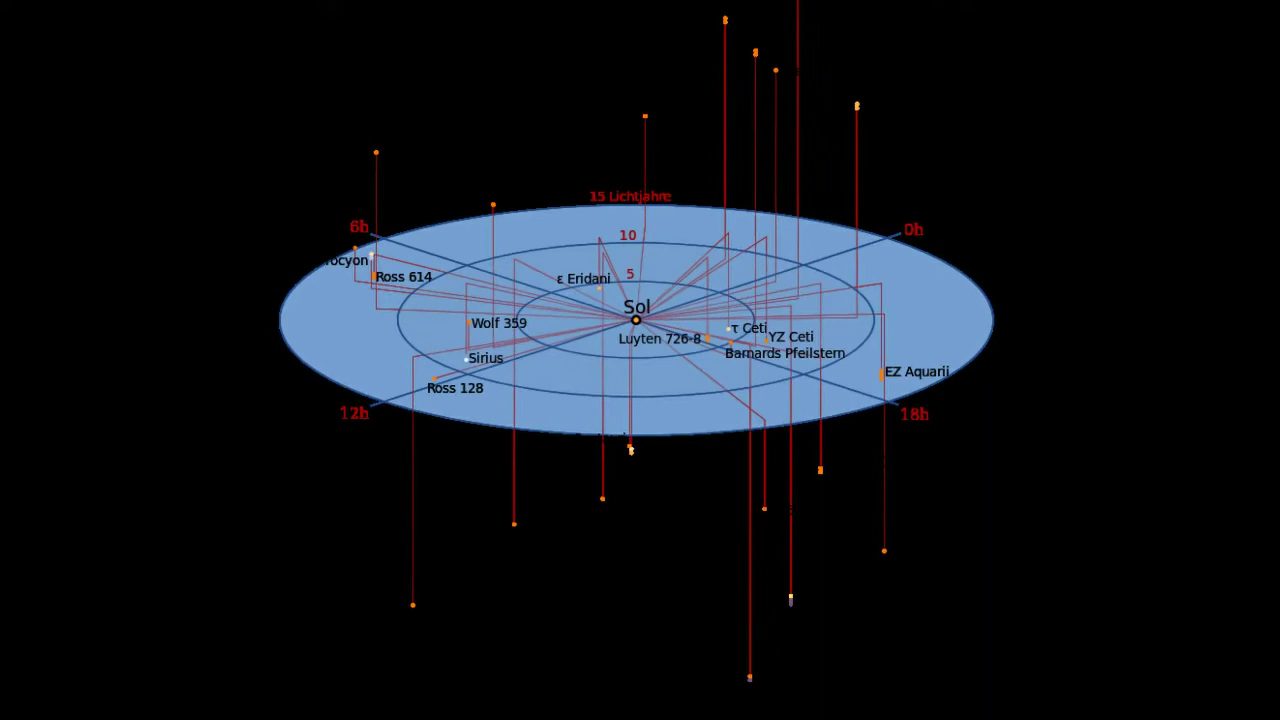 15 Lichtjahre
6h
0h
10
rocyon
Ross 614
5
ε Eridani
Sol
Wolf 359
τ Ceti
Luyten 726-8
YZ Ceti
Barnards Pfeilstern
Sirius
EZ Aquarii
Ross 128
12h
18h